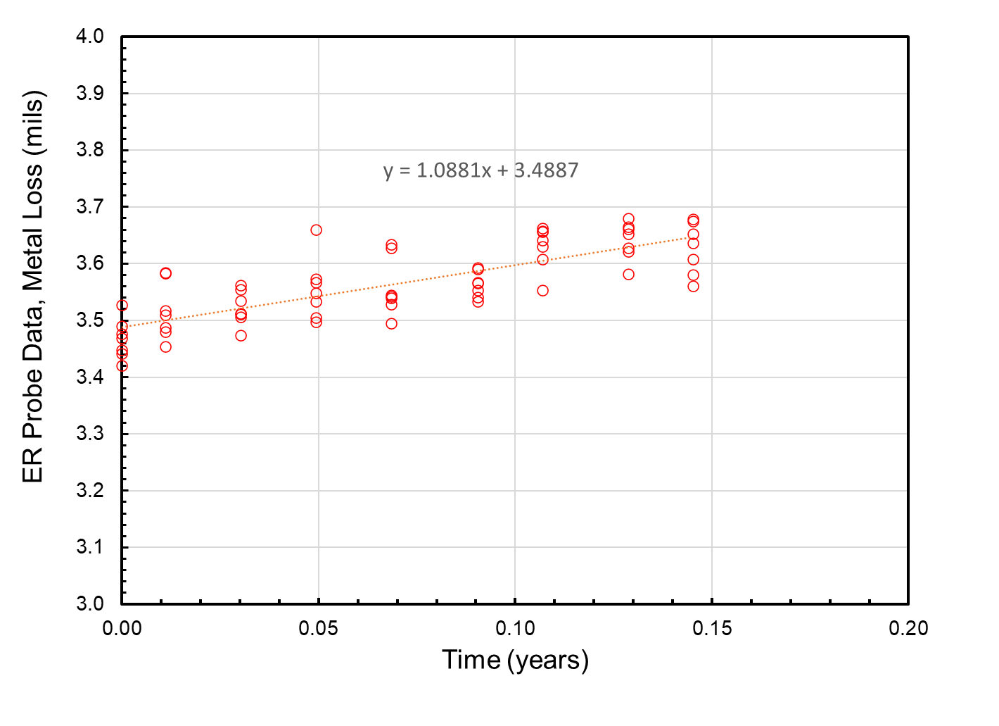 4.0
3.9
3.8
3.7
3.6
3.5
3.4
3.3
3.2
3.1
3.0
ER Probe Data, Metal Loss (mils)
y = 1.0881x + 3.4887
0.00 0.05 0.10 0.15 0.20
Time (years)